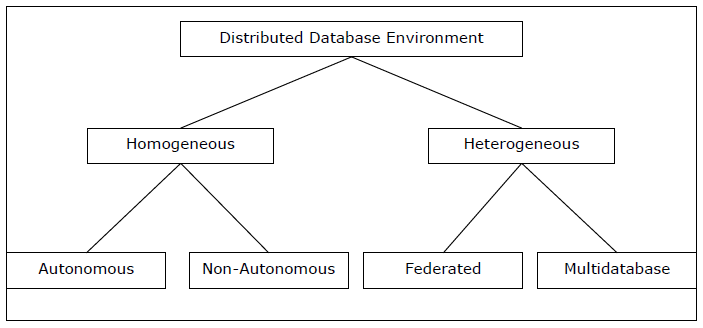 Distributed Database Environment
Homogeneous
Heterogeneous
Autonomous
Non-Autonomous
Federated
Multidatabase